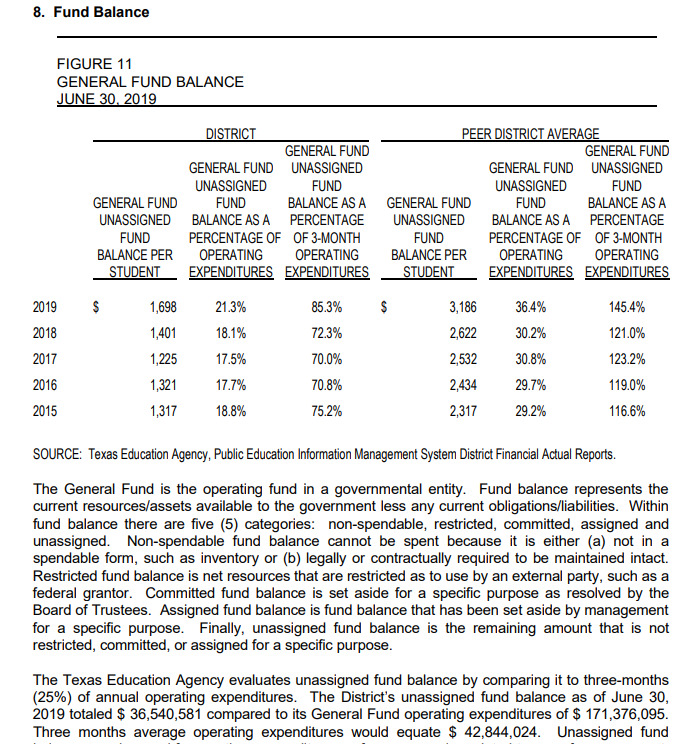 8. Fund Balance
FIGURE 11
GENERAL FUND BALANCE
JUNE 30, 2019
DISTRICT PEER DISTRICT AVERAGE
GENERAL FUND GENERAL FUND
GENERAL FUND UNASSIGNED GENERAL FUND UNASSIGNED
UNASSIGNED FUND UNASSIGNED FUND
GENERAL FUND FUND BALANCE AS A GENERAL FUND FUND BALANCE AS A
UNASSIGNED BALANCE AS A PERCENTAGE UNASSIGNED BALANCE AS A PERCENTAGE
FUND PERCENTAGE OF OF 3-MONTH FUND PERCENTAGE OF OF 3-MONTH
BALANCE PER OPERATING OPERATING BALANCE PER OPERATING OPERATING
STUDENT EXPENDITURES EXPENDITURES STUDENT EXPENDITURES EXPENDITURES
2019 $ 1,698 21.3% 85.3% $ 3,186 36.4% 145.4%
2018 1,401 18.1% 72.3% 2,622 30.2% 121.0%
2017 1,225 17.5% 70.0% 2,532 30.8% 123.2%
2016 1,321 17.7% 70.8% 2,434 29.7% 119.0%
2015 1,317 18.8% 75.2% 2,317 29.2% 116.6%
SOURCE: Texas Education Agency, Public Education Information Management System District Financial Actual Reports.
The General Fund is the operating fund in a governmental entity. Fund balance represents the
current resources/assets available to the government less any current obligations/liabilities. Within
fund balance there are five (5) categories: non-spendable, restricted, committed, assigned and
unassigned. Non-spendable fund balance cannot be spent because it is either (a) not in a
spendable form, such as inventory or (b) legally or contractually required to be maintained intact.
Restricted fund balance is net resources that are restricted as to use by an external party, such as a
federal grantor. Committed fund balance is set aside for a specific purpose as resolved by the
Board of Trustees. Assigned fund balance is fund balance that has been set aside by management
for a specific purpose. Finally, unassigned fund balance is the remaining amount that is not
restricted, committed, or assigned for a specific purpose.
The Texas Education Agency evaluates unassigned fund balance by comparing it to three-months
(25%) of annual operating expenditures. The District's unassigned fund balance as of June 30,
2019 totaled $ 36,540,581 compared to its General Fund operating expenditures of $ 171,376,095.
Three months average operating expenditures would equate $ 42,844,024. Unassigned fund